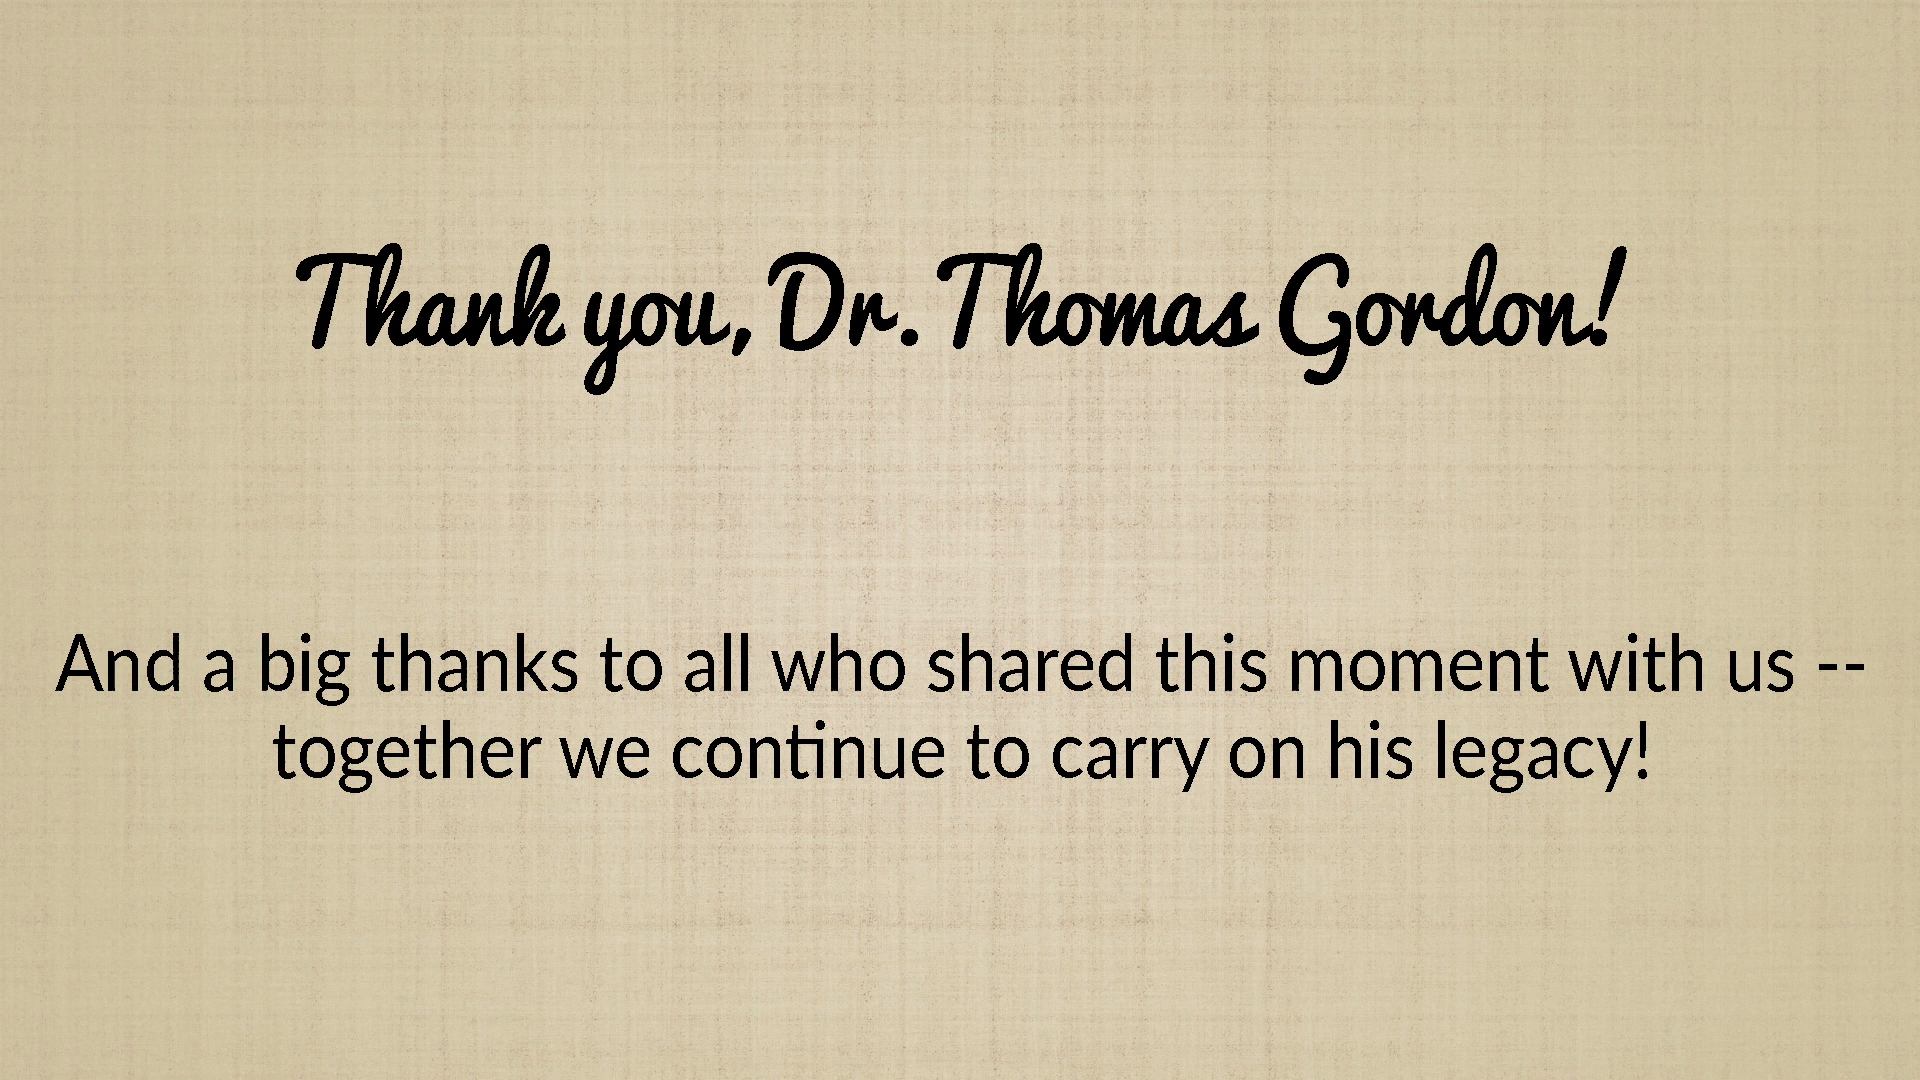 Thank you, Dr. Thomas Gordon!
And a big thanks to all who shared this moment with us --
together we continue to carry on his legacy!